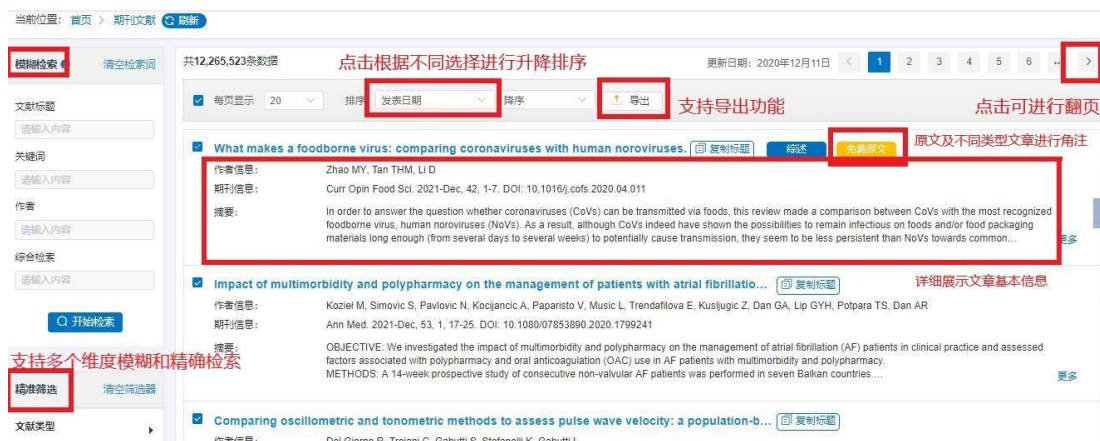 当前位置: 首页 > 期刊文献 刷新
模糊检索 清空检索词
共12,265,523条数据
点击根据不同选择进行升降排序
更新日期: 2020年12月11日 < 1 2 3 4 5 6 ... >
文献标题
请输入内容
关键词
请输入内容
作者
请输入内容
综合检索
请输入内容
开始检索
支持多个维度模糊和精确检索
精准筛选 清空筛选器
文献类型
每页显示 20 排序 发表日期 降序 导出
支持导出功能
点击可进行翻页
What makes a foodborne virus: comparing coronaviruses with human noroviruses. 复制标题 综述 免费原文
原文及不同类型文章进行角注
作者信息: Zhao MY, Tan THM, LI D
期刊信息: Curr Opin Food Sci. 2021-Dec, 42, 1-7. DOI: 10.1016/j.cofs.2020.04.011
摘要: In order to answer the question whether coronaviruses (CoVs) can be transmitted via foods, this review made a comparison between CoVs with the most recognized
foodborne virus, human noroviruses (NoVs). As a result, although CoVs indeed have shown the possibilities to remain infectious on foods and/or food packaging
materials long enough (from several days to several weeks) to potentially cause transmission, they seem to be less persistent than NoVs towards common...
更多
Impact of multimorbidity and polypharmacy on the management of patients with atrial fibrillatio... 复制标题
详细展示文章基本信息
作者信息: Koziel M, Simovic S, Pavlovic N, Kocijancic A, Paparisto V, Music L, Trendafilova E, Kusljugic Z, Dan GA, Lip GYH, Potpara TS, Dan AR
期刊信息: Ann Med. 2021-Dec, 53, 1, 17-25. DOI: 10.1080/07853890.2020.1799241
摘要: OBJECTIVE: We investigated the impact of multimorbidity and polypharmacy on the management of atrial fibrillation (AF) patients in clinical practice and assessed
factors associated with polypharmacy and oral anticoagulation (OAC) use in AF patients with multimorbidity and polypharmacy.
METHODS: A 14-week prospective study of consecutive non-valvular AF patients was performed in seven Balkan countries....
更多
Comparing oscillometric and tonometric methods to assess pulse wave velocity: a population-b... 复制标题